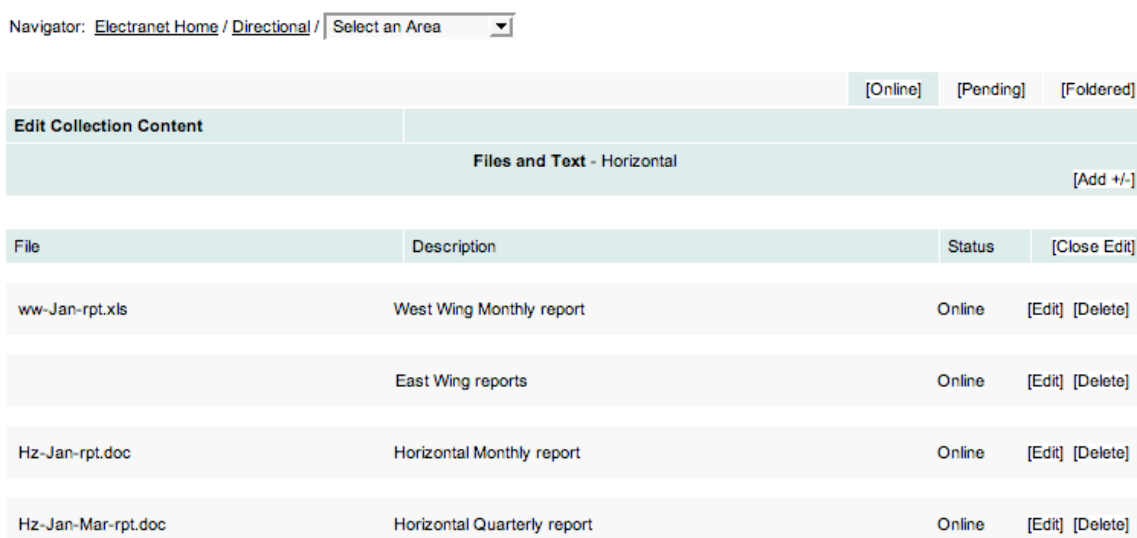 Navigator: Electranet Home / Directional / Select an Area
[Online] [Pending] [Foldered]
Edit Collection Content
Files and Text - Horizontal
[Add +/-]
File Description Status [Close Edit]
ww-Jan-rpt.xls West Wing Monthly report Online [Edit] [Delete]
East Wing reports Online [Edit] [Delete]
Hz-Jan-rpt.doc Horizontal Monthly report Online [Edit] [Delete]
Hz-Jan-Mar-rpt.doc Horizontal Quarterly report Online [Edit] [Delete]